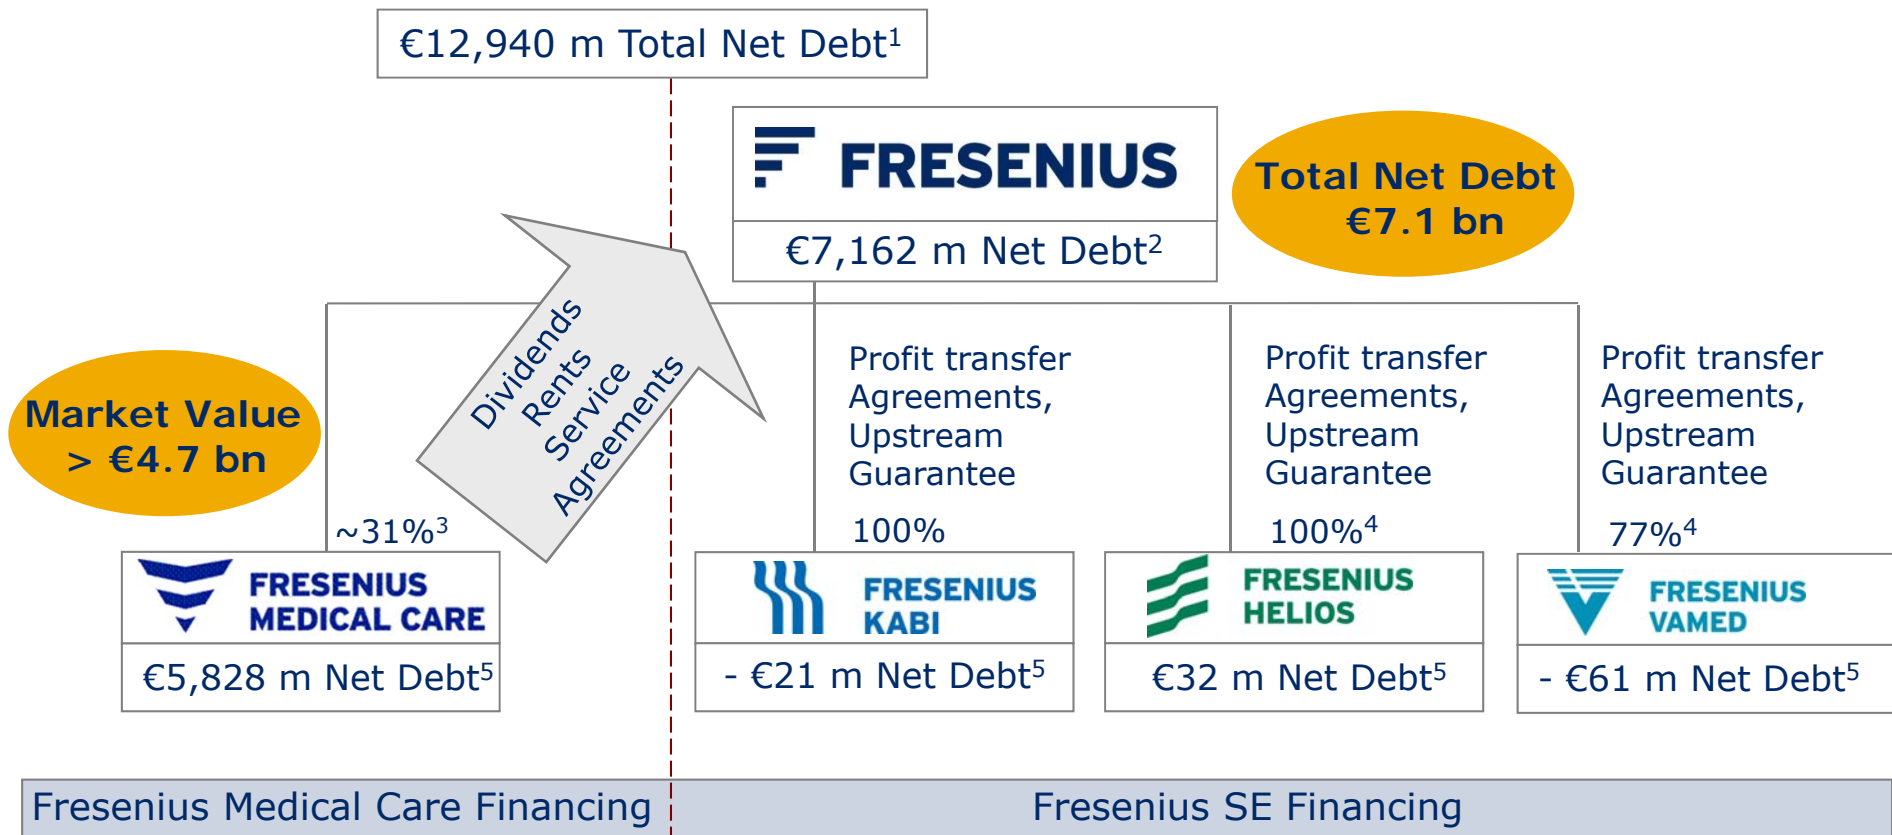 €12,940 m Total Net Debt¹
FRESENIUS
€7,162 m Net Debt²
Total Net Debt
€7.1 bn
Dividends
Rents
Service
Agreements
Market Value
> €4.7 bn
Profit transfer
Agreements,
Upstream
Guarantee
Profit transfer
Agreements,
Upstream
Guarantee
Profit transfer
Agreements,
Upstream
Guarantee
~31%³
100%
100%⁴
77%⁴
FRESENIUS
MEDICAL CARE
€5,828 m Net Debt⁵
FRESENIUS
KABI
- €21 m Net Debt⁵
FRESENIUS
HELIOS
€32 m Net Debt⁵
FRESENIUS
VAMED
- €61 m Net Debt⁵
Fresenius Medical Care Financing
Fresenius SE Financing